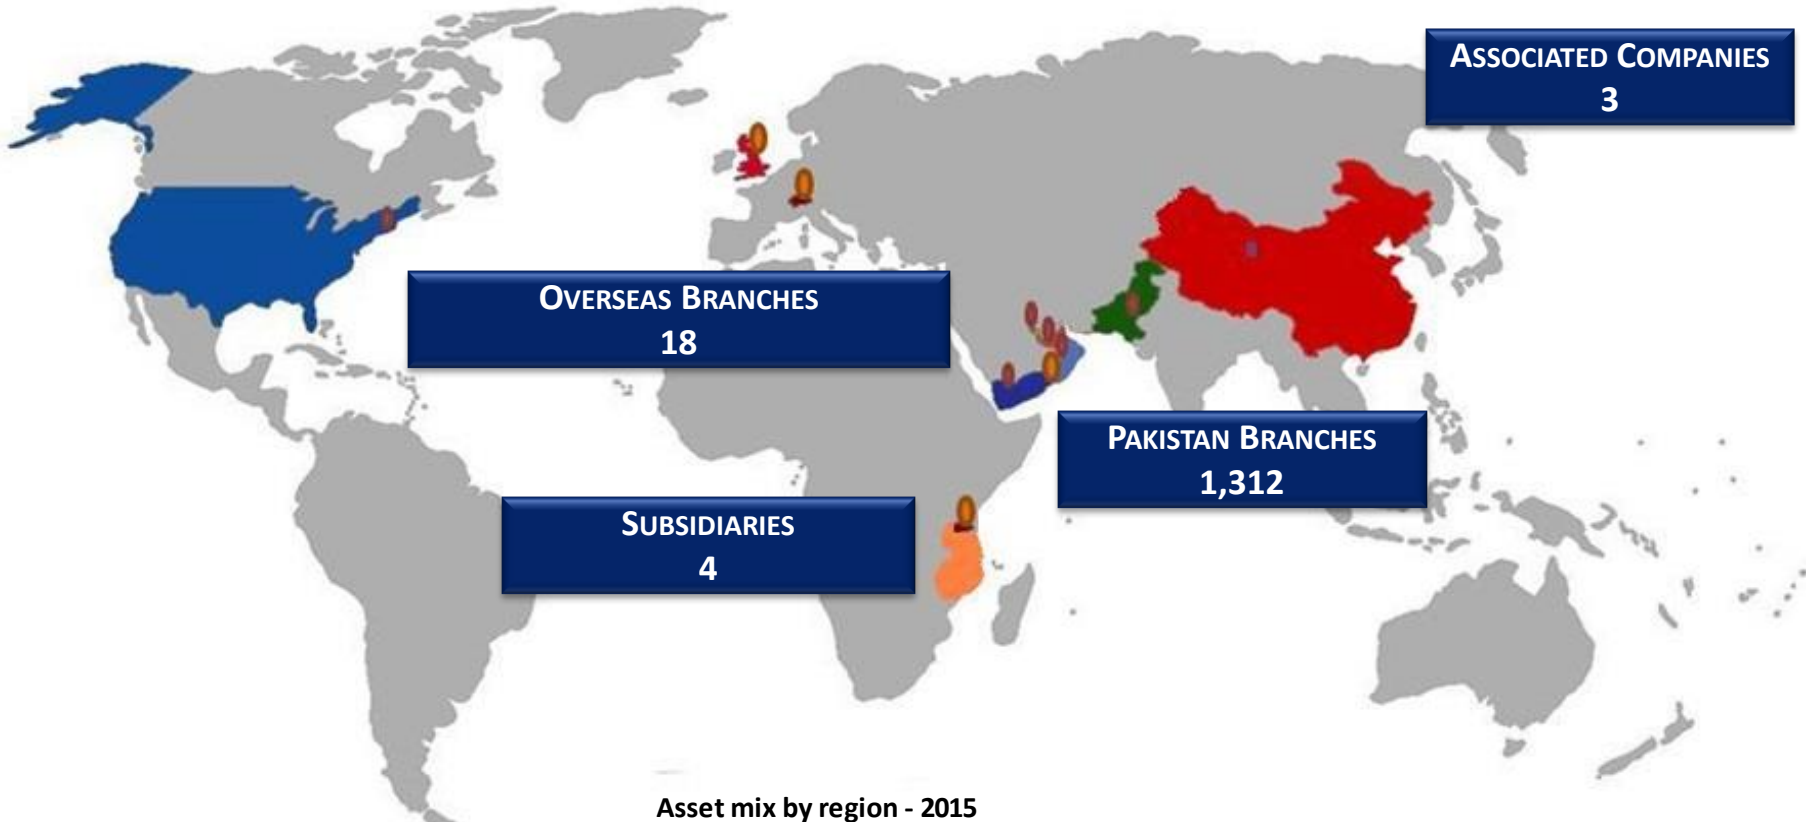 ASSOCIATED COMPANIES
3
OVERSEAS BRANCHES
18
PAKISTAN BRANCHES
1,312
SUBSIDIARIES
4
Asset mix by region - 2015